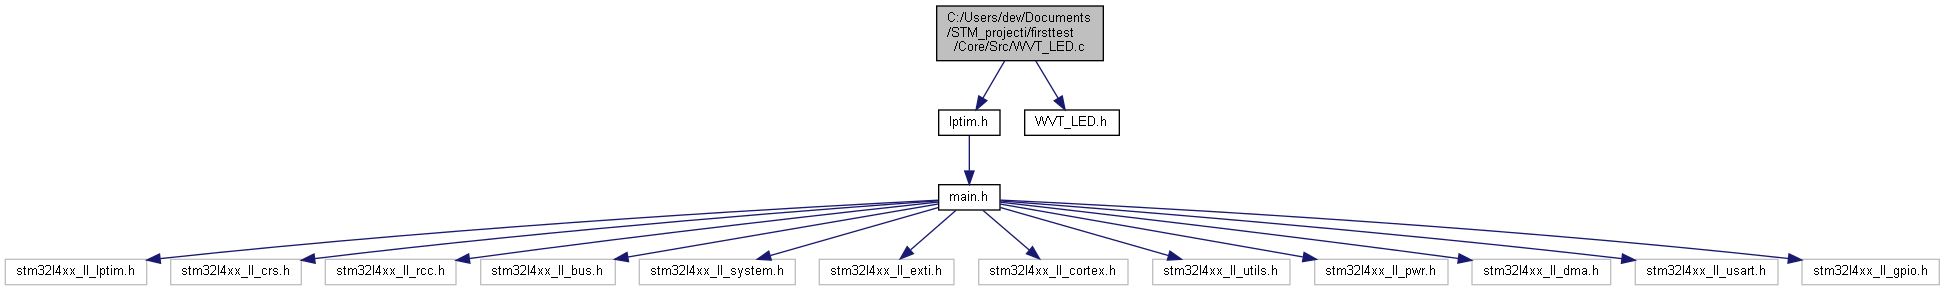 C:/Users/dew/Documents
/STM_projecti/firsttest
/Core/Src/WVT_LED.c
lptim.h
WVT_LED.h
main.h
stm32l4xx_ll_lptim.h
stm32l4xx_ll_crs.h
stm32l4xx_ll_rcc.h
stm32l4xx_ll_bus.h
stm32l4xx_ll_system.h
stm32l4xx_ll_exti.h
stm32l4xx_ll_cortex.h
stm32l4xx_ll_utils.h
stm32l4xx_ll_pwr.h
stm32l4xx_ll_dma.h
stm32l4xx_ll_usart.h
stm32l4xx_ll_gpio.h